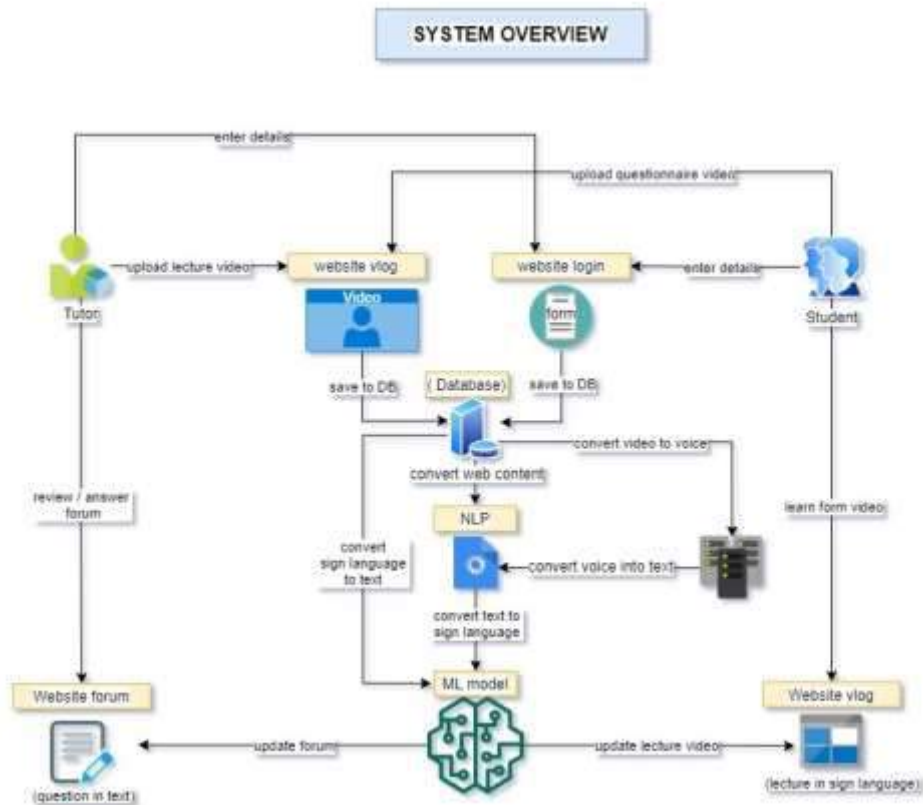 SYSTEM OVERVIEW
enter details
upload questionnaire video
website vlog
website login
upload lecture video
enter details
Video
form
Tutor
Student
save to DB
( Database)
save to DB
convert video to voice
convert web content
review / answer
forum
NLP
learn form video
convert
sign language
to text
convert voice into text
convert text to
sign language
ML model
Website forum
Website vlog
update forum
update lecture video
(question in text)
(lecture in sign language)